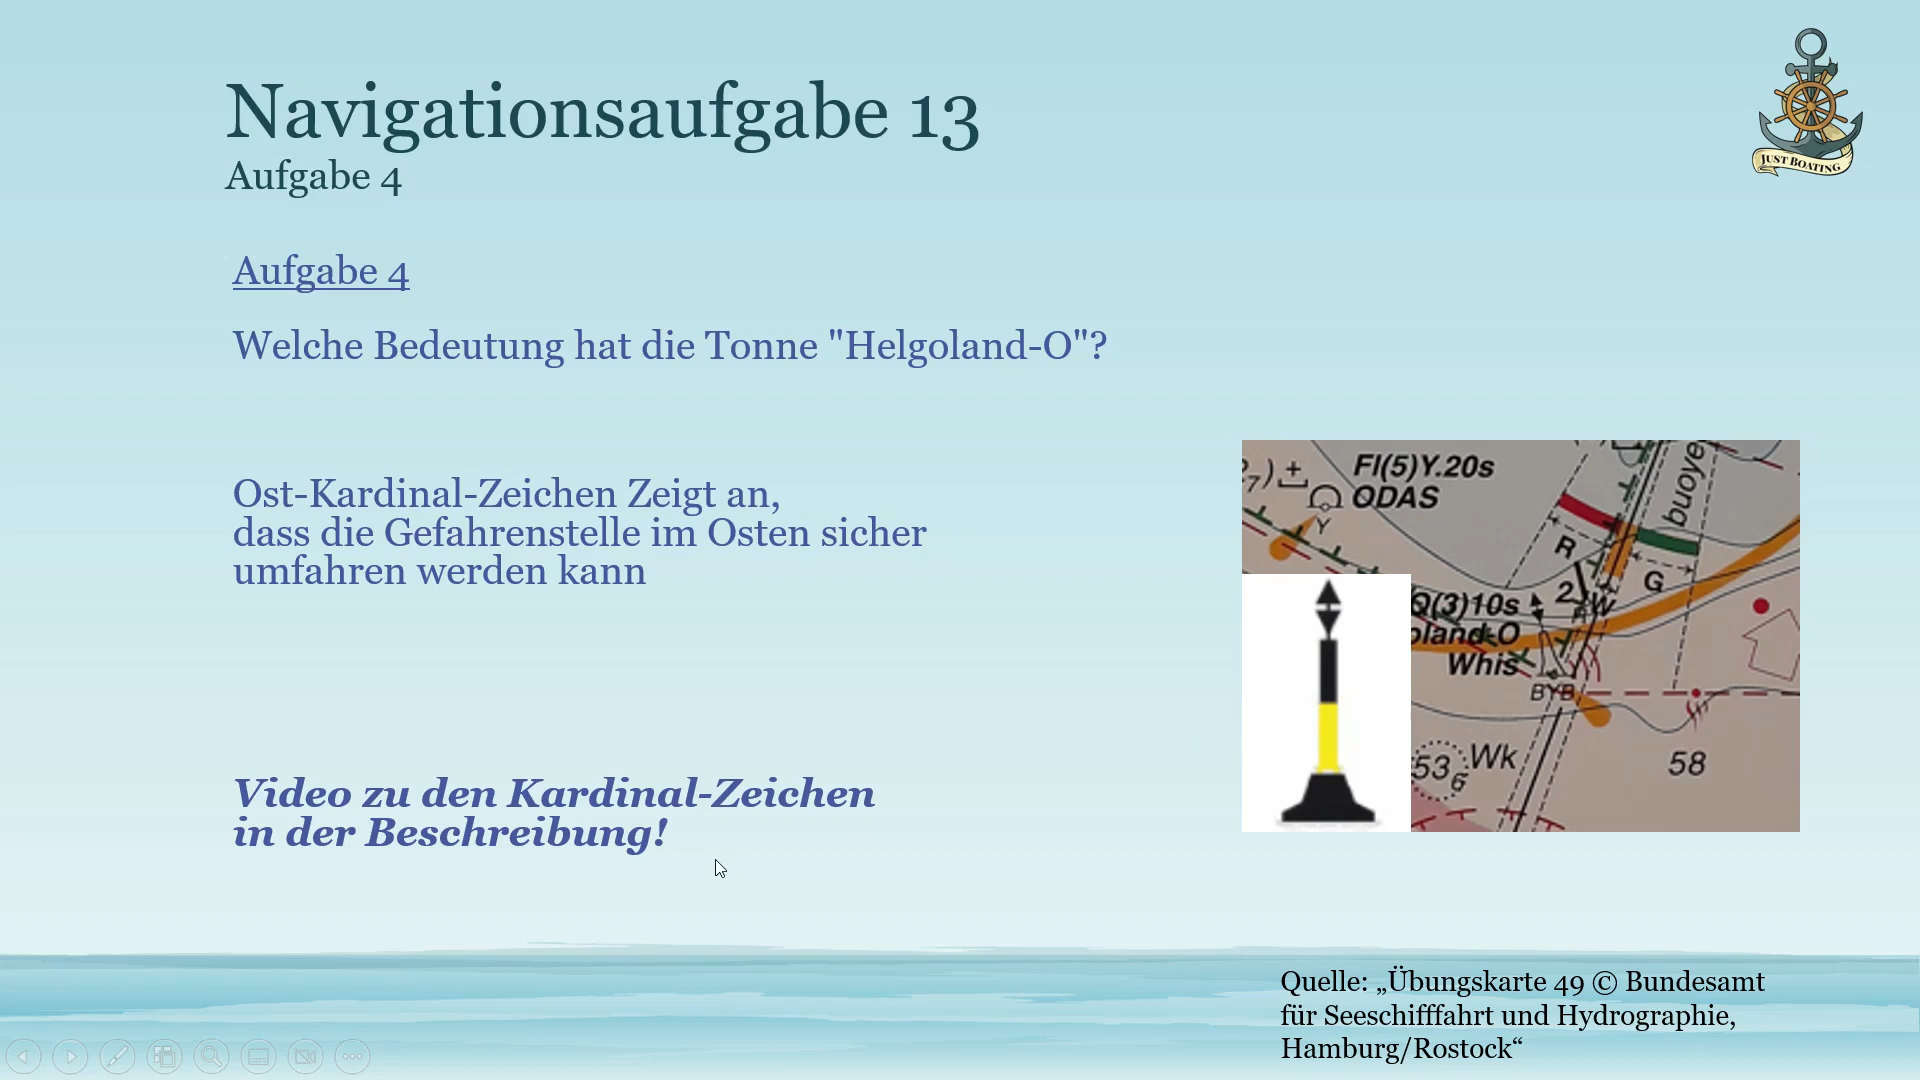 Navigationsaufgabe 13
Aufgabe 4
JUST BOATING
Aufgabe 4
Welche Bedeutung hat die Tonne "Helgoland-O"?
Ost-Kardinal-Zeichen Zeigt an,
dass die Gefahrenstelle im Osten sicher
umfahren werden kann
Video zu den Kardinal-Zeichen
in der Beschreibung!
Fl(5)Y.20s
ODAS
Y
buoye
R
G
2
Q(3)10s
oland-O
Whis
BYB
53 6
Wk
58
Quelle: „Übungskarte 49 © Bundesamt
für Seeschifffahrt und Hydrographie,
Hamburg/Rostock“